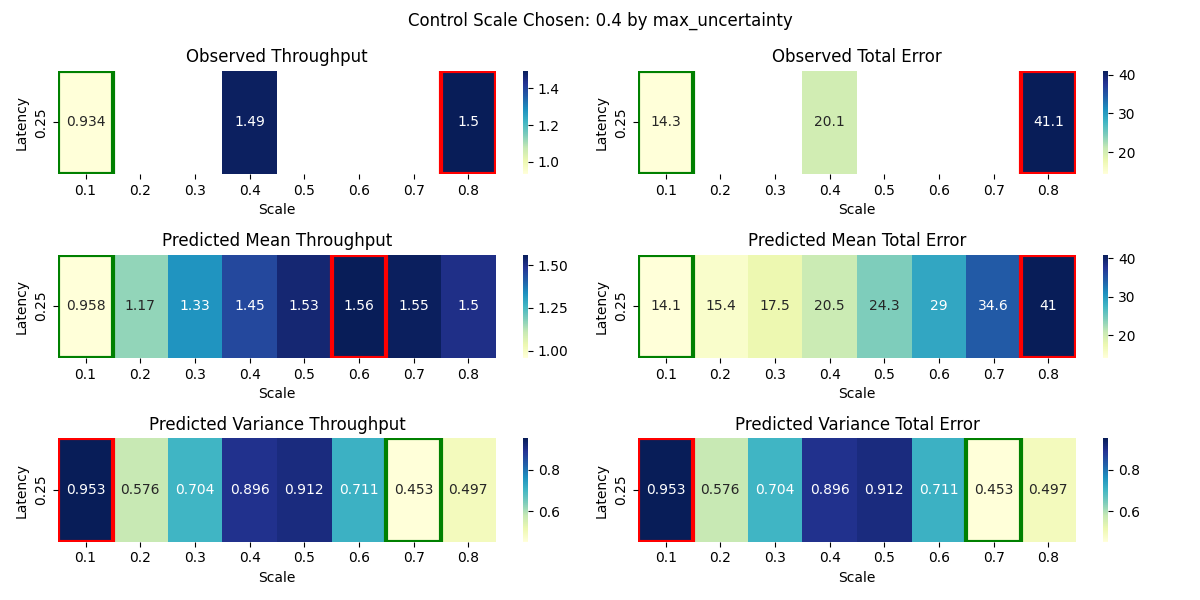 Control Scale Chosen: 0.4 by max_uncertainty
Observed Throughput
Latency
0.25
0.934
1.49
1.5
0.1 0.2 0.3 0.4 0.5 0.6 0.7 0.8
Scale
1.4
1.2
1.0
Observed Total Error
Latency
0.25
14.3
20.1
41.1
0.1 0.2 0.3 0.4 0.5 0.6 0.7 0.8
Scale
40
30
20
Predicted Mean Throughput
Latency
0.25
0.958 1.17 1.33 1.45 1.53 1.56 1.55 1.5
0.1 0.2 0.3 0.4 0.5 0.6 0.7 0.8
Scale
1.50
1.25
1.00
Predicted Mean Total Error
Latency
0.25
14.1 15.4 17.5 20.5 24.3 29 34.6 41
0.1 0.2 0.3 0.4 0.5 0.6 0.7 0.8
Scale
40
30
20
Predicted Variance Throughput
Latency
0.25
0.953 0.576 0.704 0.896 0.912 0.711 0.453 0.497
0.1 0.2 0.3 0.4 0.5 0.6 0.7 0.8
Scale
0.8
0.6
Predicted Variance Total Error
Latency
0.25
0.953 0.576 0.704 0.896 0.912 0.711 0.453 0.497
0.1 0.2 0.3 0.4 0.5 0.6 0.7 0.8
Scale
0.8
0.6